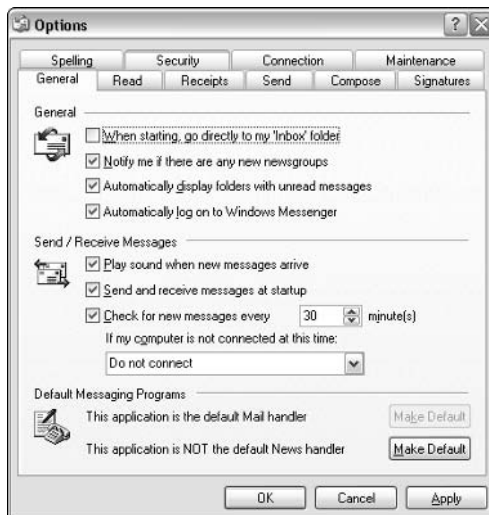 Options
Spelling Security Connection Maintenance
General Read Receipts Send Compose Signatures
General
When starting, go directly to my 'Inbox' folder
Notify me if there are any new newsgroups
Automatically display folders with unread messages
Automatically log on to Windows Messenger
Send / Receive Messages
Play sound when new messages arrive
Send and receive messages at startup
Check for new messages every 30 minute(s)
If my computer is not connected at this time:
Do not connect
Default Messaging Programs
This application is the default Mail handler Make Default
This application is NOT the default News handler Make Default
OK Cancel Apply